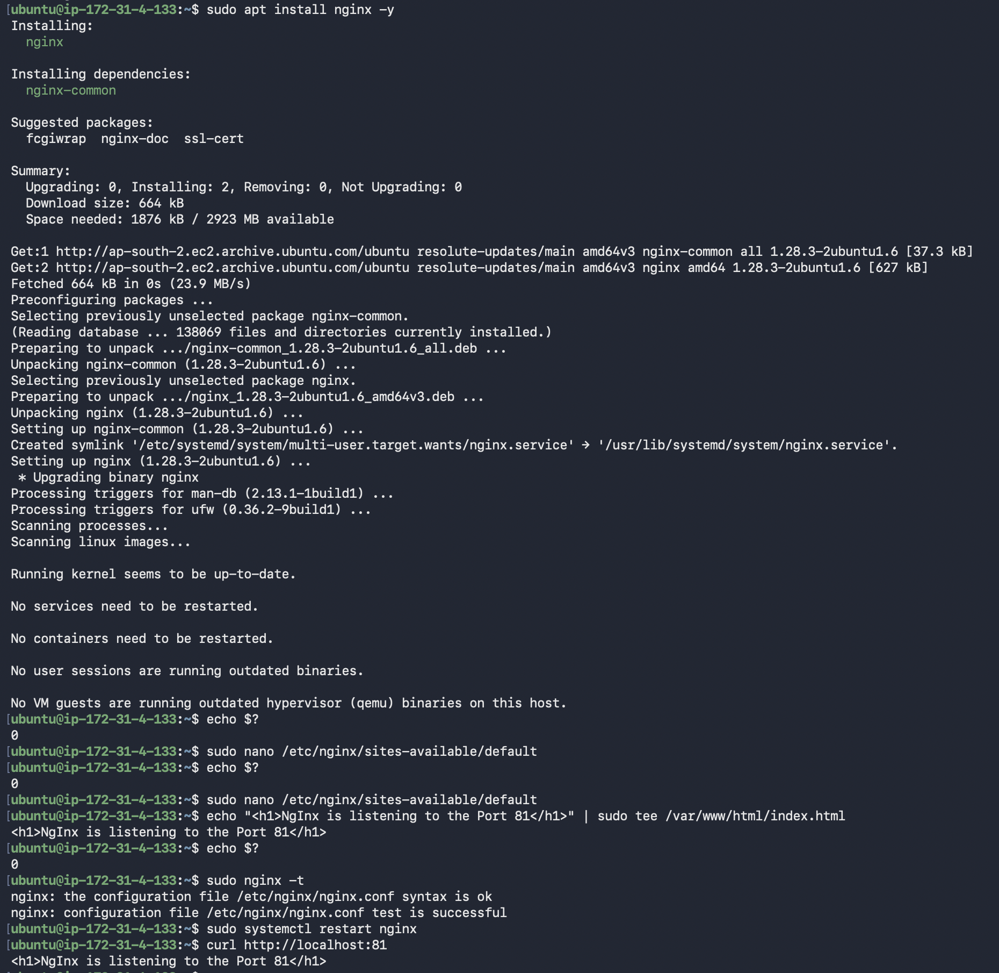 [ubuntu@ip-172-31-4-133:~$ sudo apt install nginx -y
Installing:
  nginx

Installing dependencies:
  nginx-common

Suggested packages:
  fcgiwrap  nginx-doc  ssl-cert

Summary:
  Upgrading: 0, Installing: 2, Removing: 0, Not Upgrading: 0
  Download size: 664 kB
  Space needed: 1876 kB / 2923 MB available

Get:1 http://ap-south-2.ec2.archive.ubuntu.com/ubuntu resolute-updates/main amd64v3 nginx-common all 1.28.3-2ubuntu1.6 [37.3 kB]
Get:2 http://ap-south-2.ec2.archive.ubuntu.com/ubuntu resolute-updates/main amd64v3 nginx amd64 1.28.3-2ubuntu1.6 [627 kB]
Fetched 664 kB in 0s (23.9 MB/s)
Preconfiguring packages ...
Selecting previously unselected package nginx-common.
(Reading database ... 138069 files and directories currently installed.)
Preparing to unpack .../nginx-common_1.28.3-2ubuntu1.6_all.deb ...
Unpacking nginx-common (1.28.3-2ubuntu1.6) ...
Selecting previously unselected package nginx.
Preparing to unpack .../nginx_1.28.3-2ubuntu1.6_amd64v3.deb ...
Unpacking nginx (1.28.3-2ubuntu1.6) ...
Setting up nginx-common (1.28.3-2ubuntu1.6) ...
Created symlink '/etc/systemd/system/multi-user.target.wants/nginx.service' → '/usr/lib/systemd/system/nginx.service'.
Setting up nginx (1.28.3-2ubuntu1.6) ...
 * Upgrading binary nginx
Processing triggers for man-db (2.13.1-1build1) ...
Processing triggers for ufw (0.36.2-9build1) ...
Scanning processes...
Scanning linux images...

Running kernel seems to be up-to-date.

No services need to be restarted.

No containers need to be restarted.

No user sessions are running outdated binaries.

No VM guests are running outdated hypervisor (qemu) binaries on this host.
[ubuntu@ip-172-31-4-133:~$ echo $?
0
[ubuntu@ip-172-31-4-133:~$ sudo nano /etc/nginx/sites-available/default
[ubuntu@ip-172-31-4-133:~$ echo $?
0
[ubuntu@ip-172-31-4-133:~$ sudo nano /etc/nginx/sites-available/default
[ubuntu@ip-172-31-4-133:~$ echo "<h1>NgInx is listening to the Port 81</h1>" | sudo tee /var/www/html/index.html
<h1>NgInx is listening to the Port 81</h1>
[ubuntu@ip-172-31-4-133:~$ echo $?
0
[ubuntu@ip-172-31-4-133:~$ sudo nginx -t
nginx: the configuration file /etc/nginx/nginx.conf syntax is ok
nginx: configuration file /etc/nginx/nginx.conf test is successful
[ubuntu@ip-172-31-4-133:~$ sudo systemctl restart nginx
[ubuntu@ip-172-31-4-133:~$ curl http://localhost:81
<h1>NgInx is listening to the Port 81</h1>